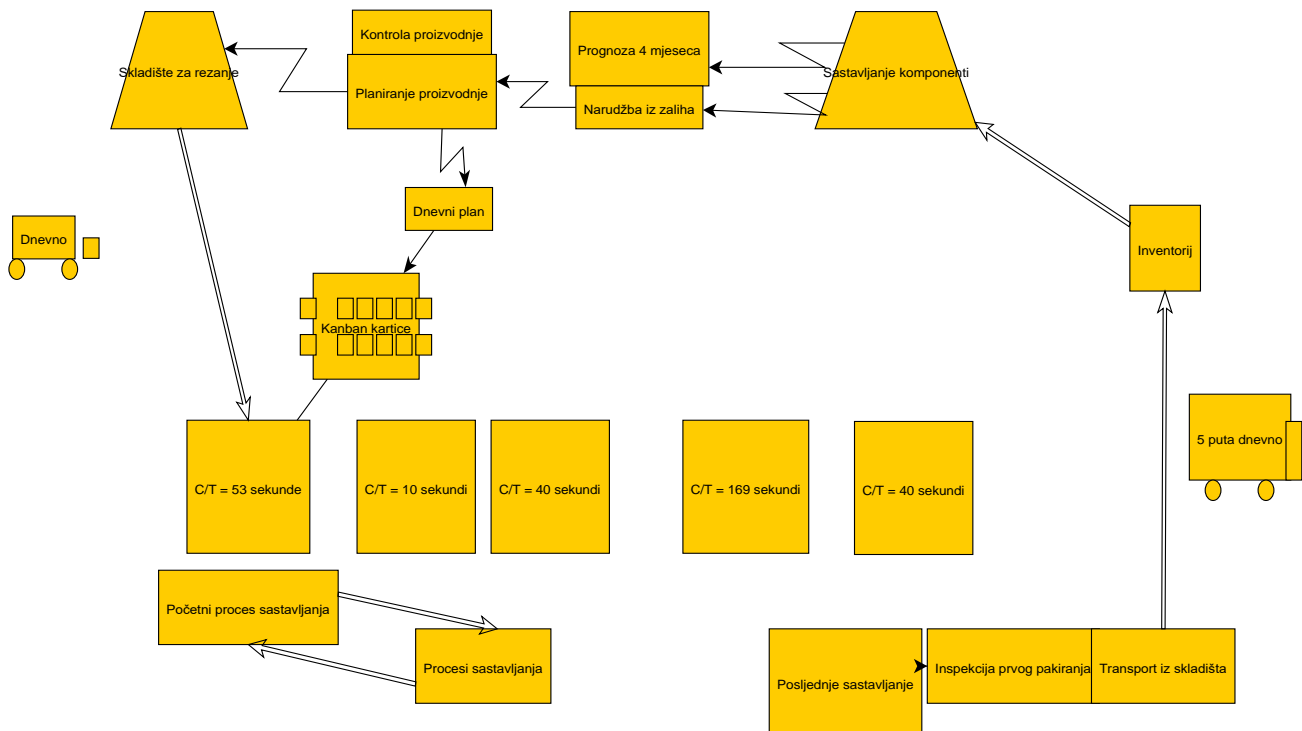 Kontrola proizvodnje
Prognoza 4 mjeseca
Skladište za rezanje
Sastavljanje komponenti
Planiranje proizvodnje
Narudžba iz zaliha
Dnevni plan
Dnevno
Inventorij
Kanban kartice
5 puta dnevno
C/T = 53 sekunde
C/T = 10 sekundi
C/T = 40 sekundi
C/T = 169 sekundi
C/T = 40 sekundi
Početni proces sastavljanja
Procesi sastavljanja
Posljednje sastavljanje
Inspekcija prvog pakiranja
Transport iz skladišta